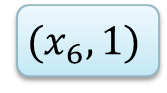 (x₆, 1)